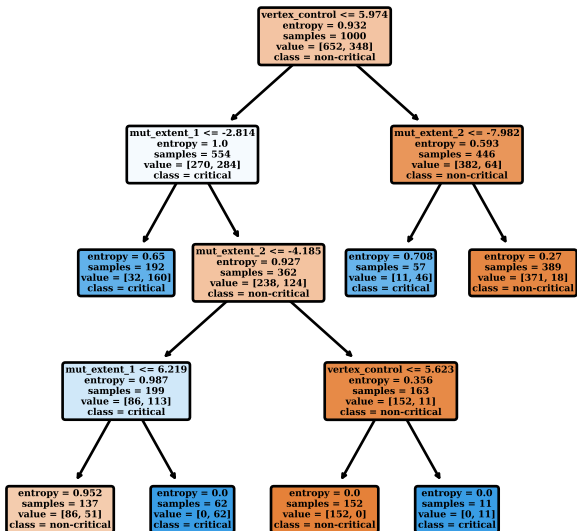 vertex_control <= 5.974
entropy = 0.932
samples = 1000
value = [652, 348]
class = non-critical
mut_extent_1 <= -2.814
entropy = 1.0
samples = 554
value = [270, 284]
class = critical
mut_extent_2 <= -7.982
entropy = 0.593
samples = 446
value = [382, 64]
class = non-critical
entropy = 0.65
samples = 192
value = [32, 160]
class = critical
mut_extent_2 <= -4.185
entropy = 0.927
samples = 362
value = [238, 124]
class = non-critical
entropy = 0.708
samples = 57
value = [11, 46]
class = critical
entropy = 0.27
samples = 389
value = [371, 18]
class = non-critical
mut_extent_1 <= 6.219
entropy = 0.987
samples = 199
value = [86, 113]
class = critical
vertex_control <= 5.623
entropy = 0.356
samples = 163
value = [152, 11]
class = non-critical
entropy = 0.952
samples = 137
value = [86, 51]
class = non-critical
entropy = 0.0
samples = 62
value = [0, 62]
class = critical
entropy = 0.0
samples = 152
value = [152, 0]
class = non-critical
entropy = 0.0
samples = 11
value = [0, 11]
class = critical